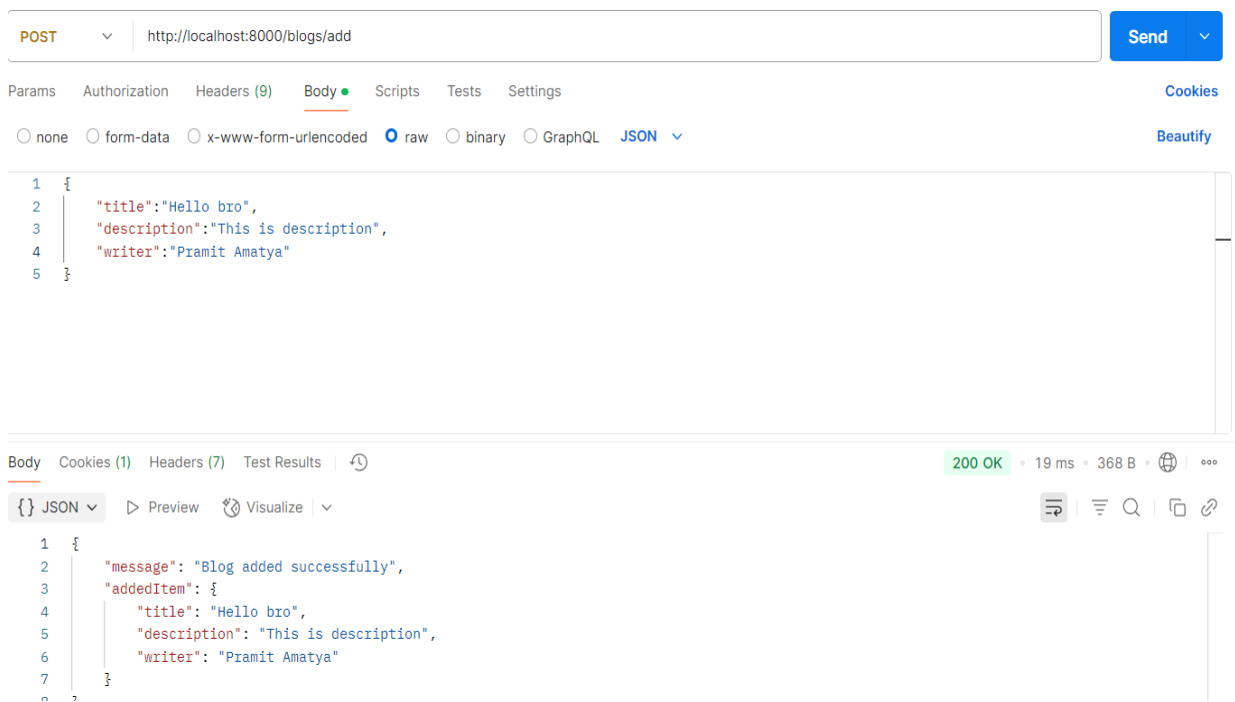 POST http://localhost:8000/blogs/add Send
Params Authorization Headers (9) Body Scripts Tests Settings Cookies
none form-data x-www-form-urlencoded raw binary GraphQL JSON Beautify
1 {
2 "title":"Hello bro",
3 "description":"This is description",
4 "writer":"Pramit Amatya"
5 }
Body Cookies (1) Headers (7) Test Results 200 OK • 19 ms • 368 B
{} JSON Preview Visualize
1 {
2 "message": "Blog added successfully",
3 "addedItem": {
4 "title": "Hello bro",
5 "description": "This is description",
6 "writer": "Pramit Amatya"
7 }
8 }